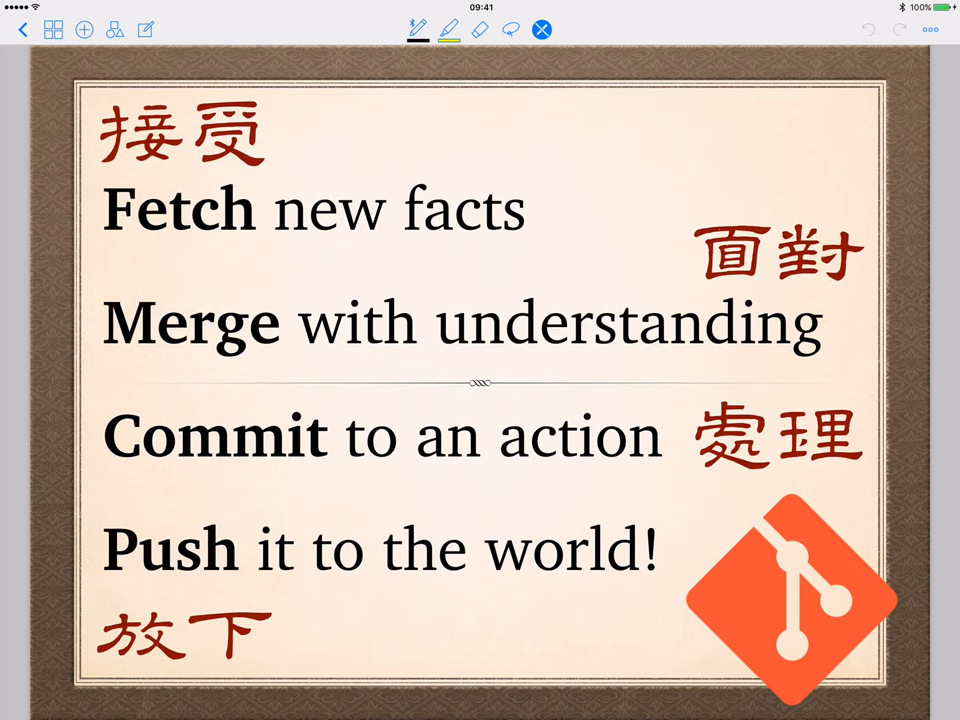 09:41
100%
接受
Fetch new facts
面對
Merge with understanding
Commit to an action 處理
Push it to the world!
放下